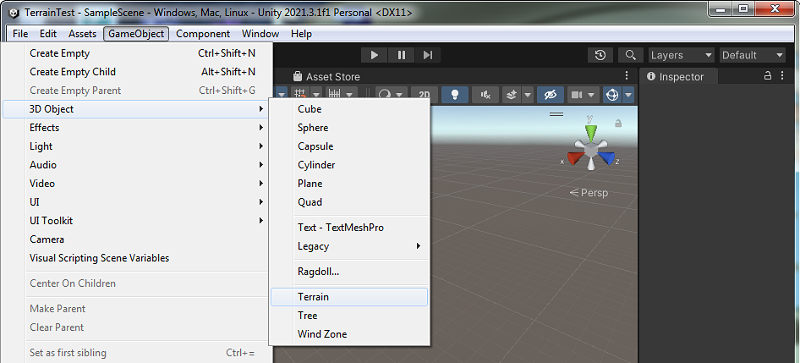 TerrainTest - SampleScene - Windows, Mac, Linux - Unity 2021.3.1f1 Personal <DX11>
File Edit Assets GameObject Component Window Help
Layers Default
Create Empty Ctrl+Shift+N
Create Empty Child Alt+Shift+N
Create Empty Parent Ctrl+Shift+G
3D Object
Effects
Light
Audio
Video
UI
UI Toolkit
Camera
Visual Scripting Scene Variables
Center On Children
Make Parent
Clear Parent
Set as first sibling Ctrl+=
Asset Store
2D
Cube
Sphere
Capsule
Cylinder
Plane
Quad
Text - TextMeshPro
Legacy
Ragdoll...
Terrain
Tree
Wind Zone
y
x z
Persp
Inspector